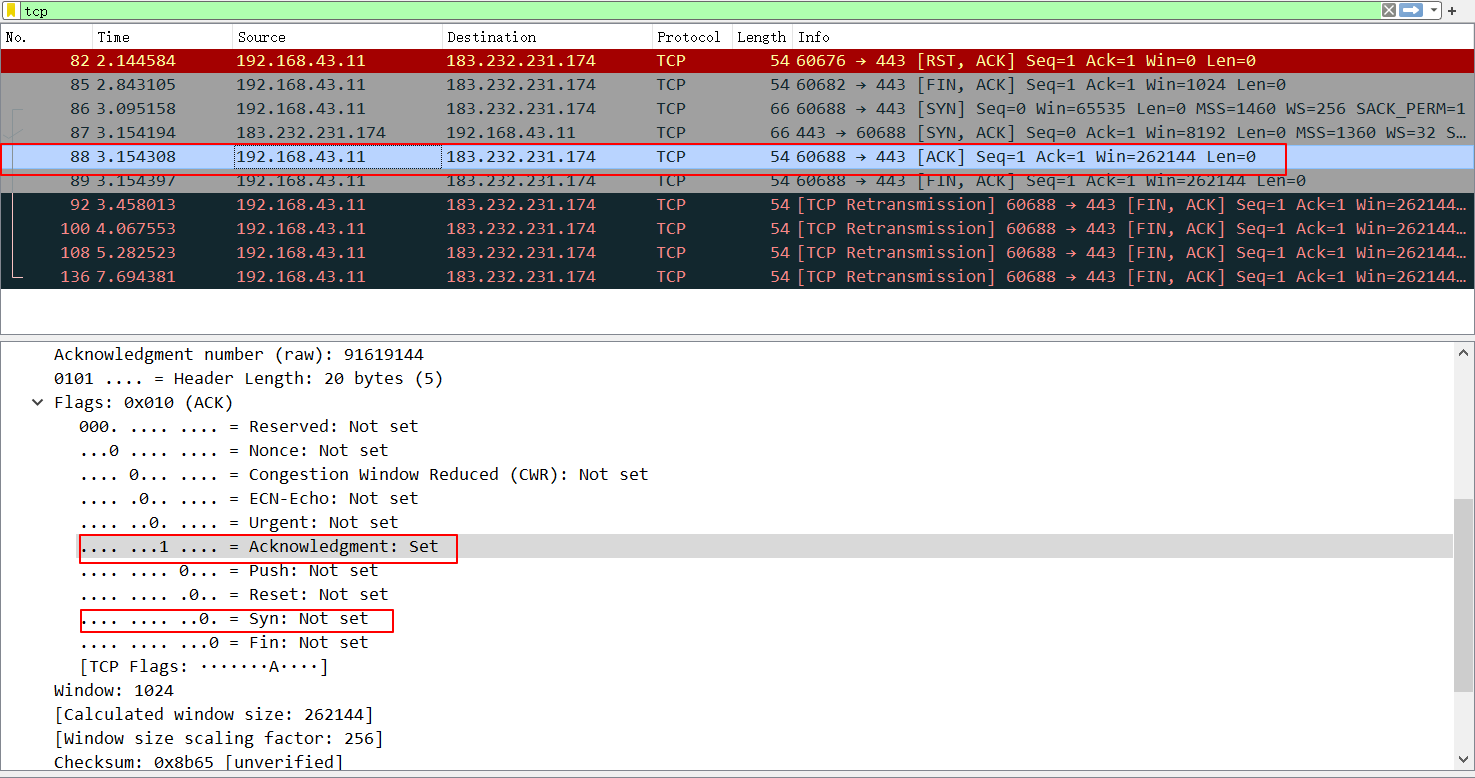 tcp
No. Time Source Destination Protocol Length Info
82 2.144584 192.168.43.11 183.232.231.174 TCP 54 60676 → 443 [RST, ACK] Seq=1 Ack=1 Win=0 Len=0
85 2.843105 192.168.43.11 183.232.231.174 TCP 54 60682 → 443 [FIN, ACK] Seq=1 Ack=1 Win=1024 Len=0
86 3.095158 192.168.43.11 183.232.231.174 TCP 66 60688 → 443 [SYN] Seq=0 Win=65535 Len=0 MSS=1460 WS=256 SACK_PERM=1
87 3.154194 183.232.231.174 192.168.43.11 TCP 66 443 → 60688 [SYN, ACK] Seq=0 Ack=1 Win=8192 Len=0 MSS=1360 WS=32 S…
88 3.154308 192.168.43.11 183.232.231.174 TCP 54 60688 → 443 [ACK] Seq=1 Ack=1 Win=262144 Len=0
89 3.154397 192.168.43.11 183.232.231.174 TCP 54 60688 → 443 [FIN, ACK] Seq=1 Ack=1 Win=262144 Len=0
92 3.458013 192.168.43.11 183.232.231.174 TCP 54 [TCP Retransmission] 60688 → 443 [FIN, ACK] Seq=1 Ack=1 Win=262144…
100 4.067553 192.168.43.11 183.232.231.174 TCP 54 [TCP Retransmission] 60688 → 443 [FIN, ACK] Seq=1 Ack=1 Win=262144…
108 5.282523 192.168.43.11 183.232.231.174 TCP 54 [TCP Retransmission] 60688 → 443 [FIN, ACK] Seq=1 Ack=1 Win=262144…
136 7.694381 192.168.43.11 183.232.231.174 TCP 54 [TCP Retransmission] 60688 → 443 [FIN, ACK] Seq=1 Ack=1 Win=262144…
Acknowledgment number (raw): 91619144
0101 .... = Header Length: 20 bytes (5)
Flags: 0x010 (ACK)
000. .... .... = Reserved: Not set
...0 .... .... = Nonce: Not set
.... 0... .... = Congestion Window Reduced (CWR): Not set
.... .0.. .... = ECN-Echo: Not set
.... ..0. .... = Urgent: Not set
.... ...1 .... = Acknowledgment: Set
.... .... 0... = Push: Not set
.... .... .0.. = Reset: Not set
.... .... ..0. = Syn: Not set
.... .... ...0 = Fin: Not set
[TCP Flags: ·······A····]
Window: 1024
[Calculated window size: 262144]
[Window size scaling factor: 256]
Checksum: 0x8b65 [unverified]